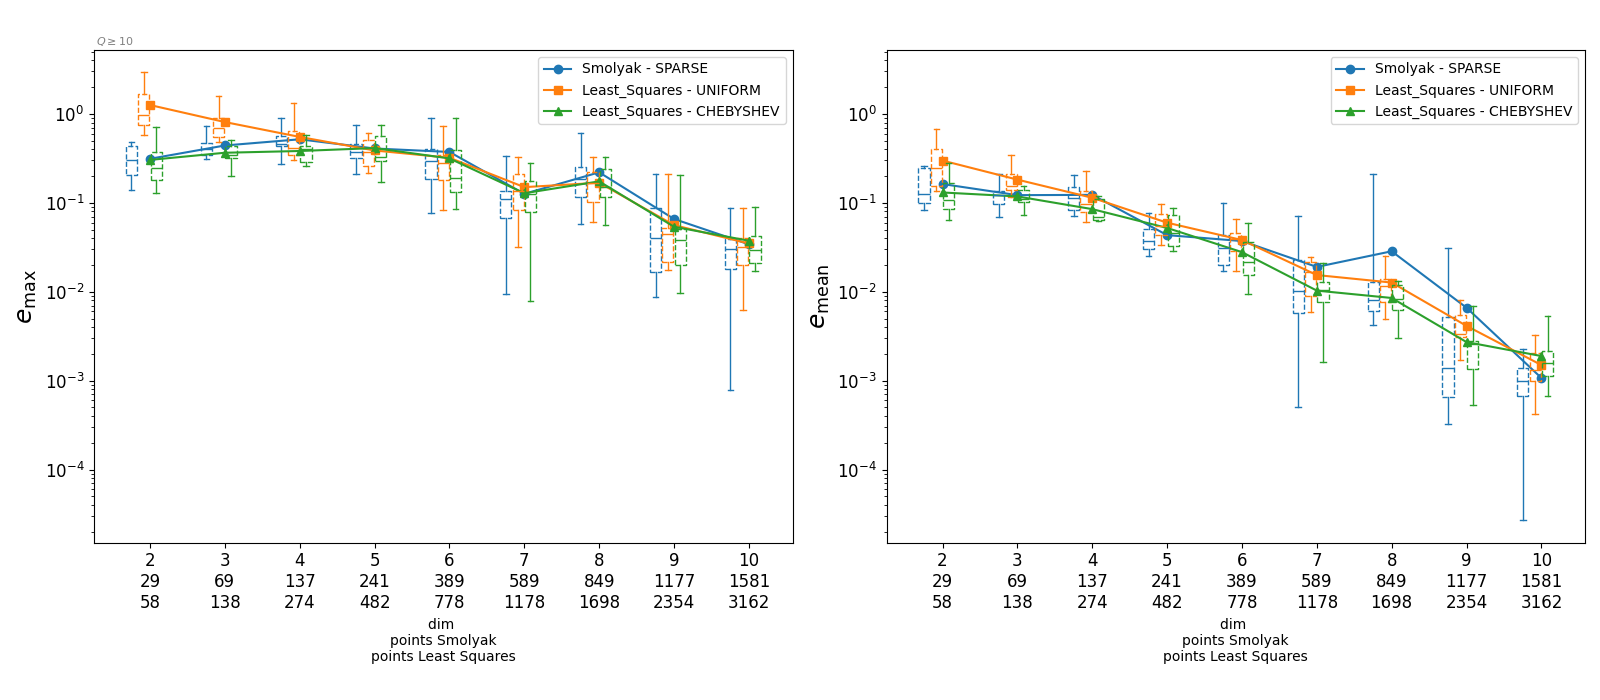 Q ≥ 10
Smolyak - SPARSE
Least_Squares - UNIFORM
Least_Squares - CHEBYSHEV
10^0
10^-1
10^-2
10^-3
10^-4
e_max
2 3 4 5 6 7 8 9 10
29 69 137 241 389 589 849 1177 1581
58 138 274 482 778 1178 1698 2354 3162
dim
points Smolyak
points Least Squares
Smolyak - SPARSE
Least_Squares - UNIFORM
Least_Squares - CHEBYSHEV
10^0
10^-1
10^-2
10^-3
10^-4
e_mean
2 3 4 5 6 7 8 9 10
29 69 137 241 389 589 849 1177 1581
58 138 274 482 778 1178 1698 2354 3162
dim
points Smolyak
points Least Squares